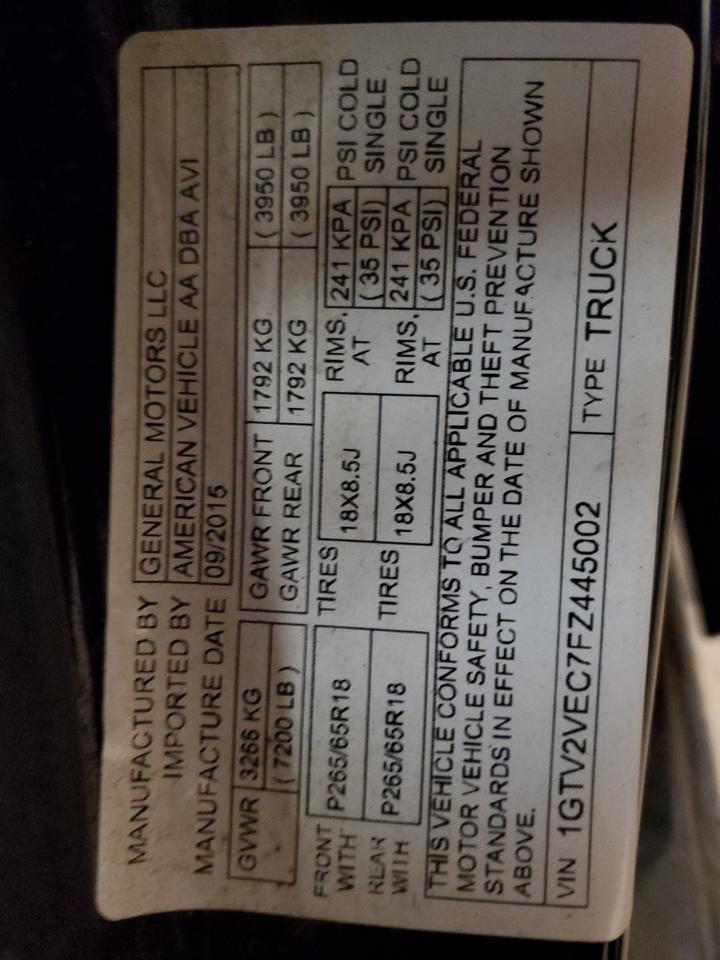 MANUFACTURED BY GENERAL MOTORS LLC
IMPORTED BY AMERICAN VEHICLE AA DBA AVI
MANUFACTURE DATE 09/2015
GVWR 3266 KG GAWR FRONT 1792 KG ( 3950 LB )
( 7200 LB ) GAWR REAR 1792 KG ( 3950 LB )
FRONT WITH P265/65R18 TIRES 18X8.5J RIMS, AT 241 KPA PSI COLD
( 35 PSI) SINGLE
REAR WITH P265/65R18 TIRES 18X8.5J RIMS, AT 241 KPA PSI COLD
( 35 PSI) SINGLE
THIS VEHICLE CONFORMS TO ALL APPLICABLE U.S. FEDERAL
MOTOR VEHICLE SAFETY, BUMPER AND THEFT PREVENTION
STANDARDS IN EFFECT ON THE DATE OF MANUFACTURE SHOWN
ABOVE.
VIN 1GTV2VEC7FZ445002 TYPE TRUCK